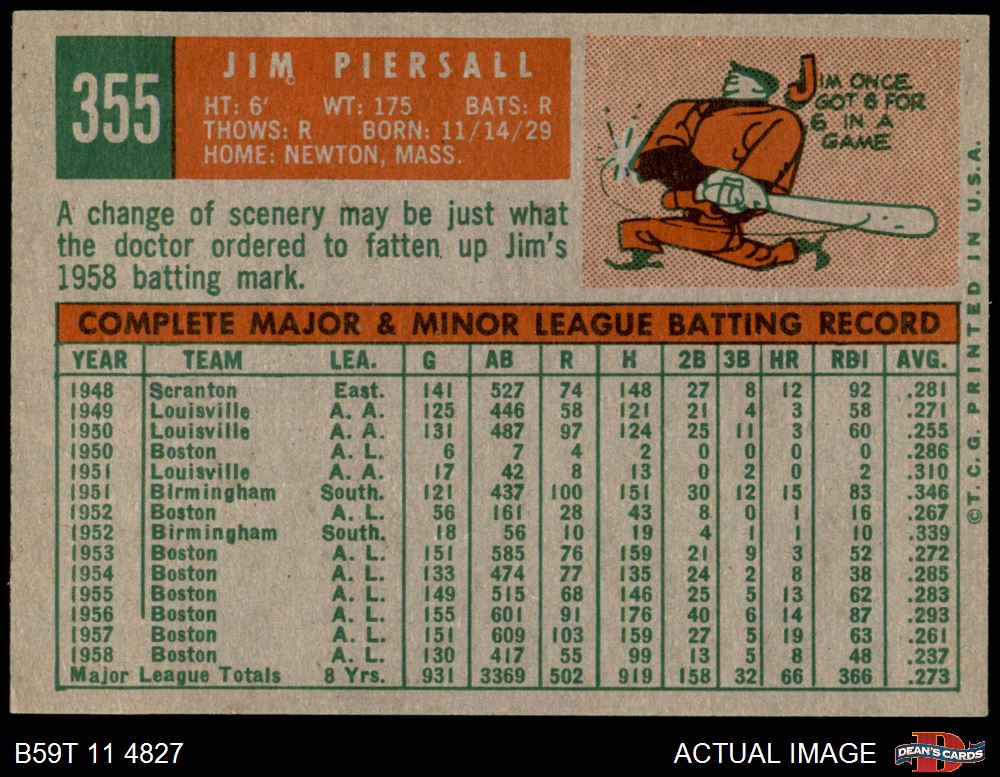 355
JIM PIERSALL
HT: 6' WT: 175 BATS: R
THOWS: R BORN: 11/14/29
HOME: NEWTON, MASS.
JIM ONCE
GOT 6 FOR
6 IN A
GAME
A change of scenery may be just what
the doctor ordered to fatten up Jim's
1958 batting mark.
COMPLETE MAJOR & MINOR LEAGUE BATTING RECORD
YEAR TEAM LEA. G AB R H 2B 3B HR RBI AVG.
1948 Scranton East. 141 527 74 148 27 8 12 92 .281
1949 Louisville A. A. 125 446 58 121 21 4 3 58 .271
1950 Louisville A. A. 131 487 97 124 25 11 3 60 .255
1950 Boston A. L. 6 7 4 2 0 0 0 0 .286
1951 Louisville A. A. 17 42 8 13 0 2 0 2 .310
1951 Birmingham South. 121 437 100 151 30 12 15 83 .346
1952 Boston A. L. 56 161 28 43 8 0 1 16 .267
1952 Birmingham South. 18 56 10 19 4 1 1 10 .339
1953 Boston A. L. 151 585 76 159 21 9 3 52 .272
1954 Boston A. L. 133 474 77 135 24 2 8 38 .285
1955 Boston A. L. 149 515 68 146 25 5 13 62 .283
1956 Boston A. L. 155 601 91 176 40 6 14 87 .293
1957 Boston A. L. 151 609 103 159 27 5 19 63 .261
1958 Boston A. L. 130 417 55 99 13 5 8 48 .237
Major League Totals 8 Yrs. 931 3369 502 919 158 32 66 366 .273
©T.C.G. PRINTED IN U.S.A.
B59T 11 4827
ACTUAL IMAGE
D
DEAN'S CARDS